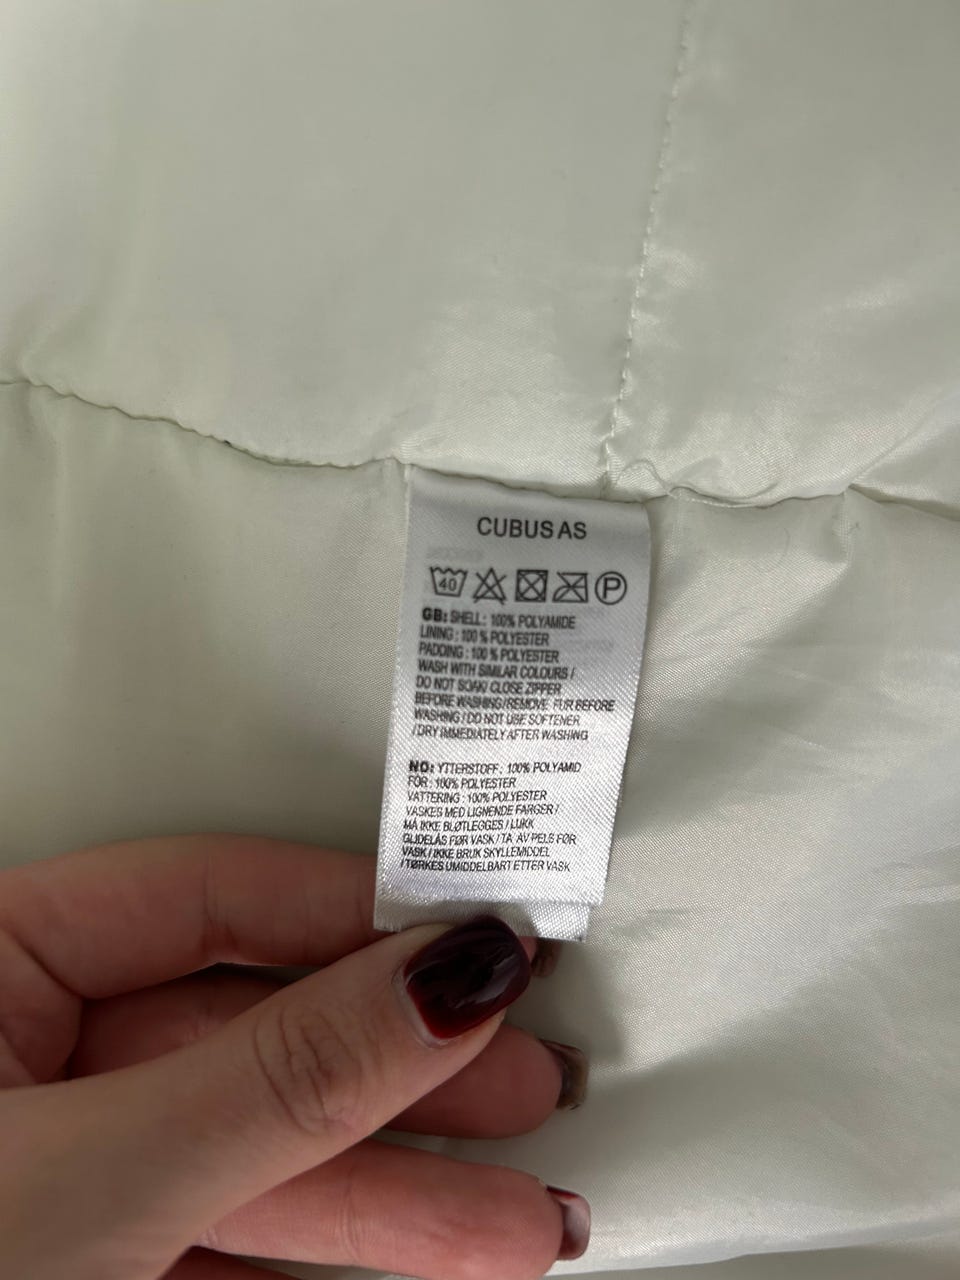 CUBUS AS
40 P
GB: SHELL : 100% POLYAMIDE
LINING : 100 % POLYESTER
PADDING : 100 % POLYESTER
WASH WITH SIMILAR COLOURS /
DO NOT SOAK/ CLOSE ZIPPER
BEFORE WASHING/REMOVE FUR BEFORE
WASHING / DO NOT USE SOFTENER
/ DRY IMMEDIATELY AFTER WASHING
NO: YTTERSTOFF : 100% POLYAMID
FÔR : 100% POLYESTER
VATTERING : 100% POLYESTER
VASKES MED LIGNENDE FARGER /
MÅ IKKE BLØTLEGGES / LUKK
GLIDELÅS FØR VASK / TA AV PELS FØR
VASK / IKKE BRUK SKYLLEMIDDEL
/ TØRKES UMIDDELBART ETTER VASK